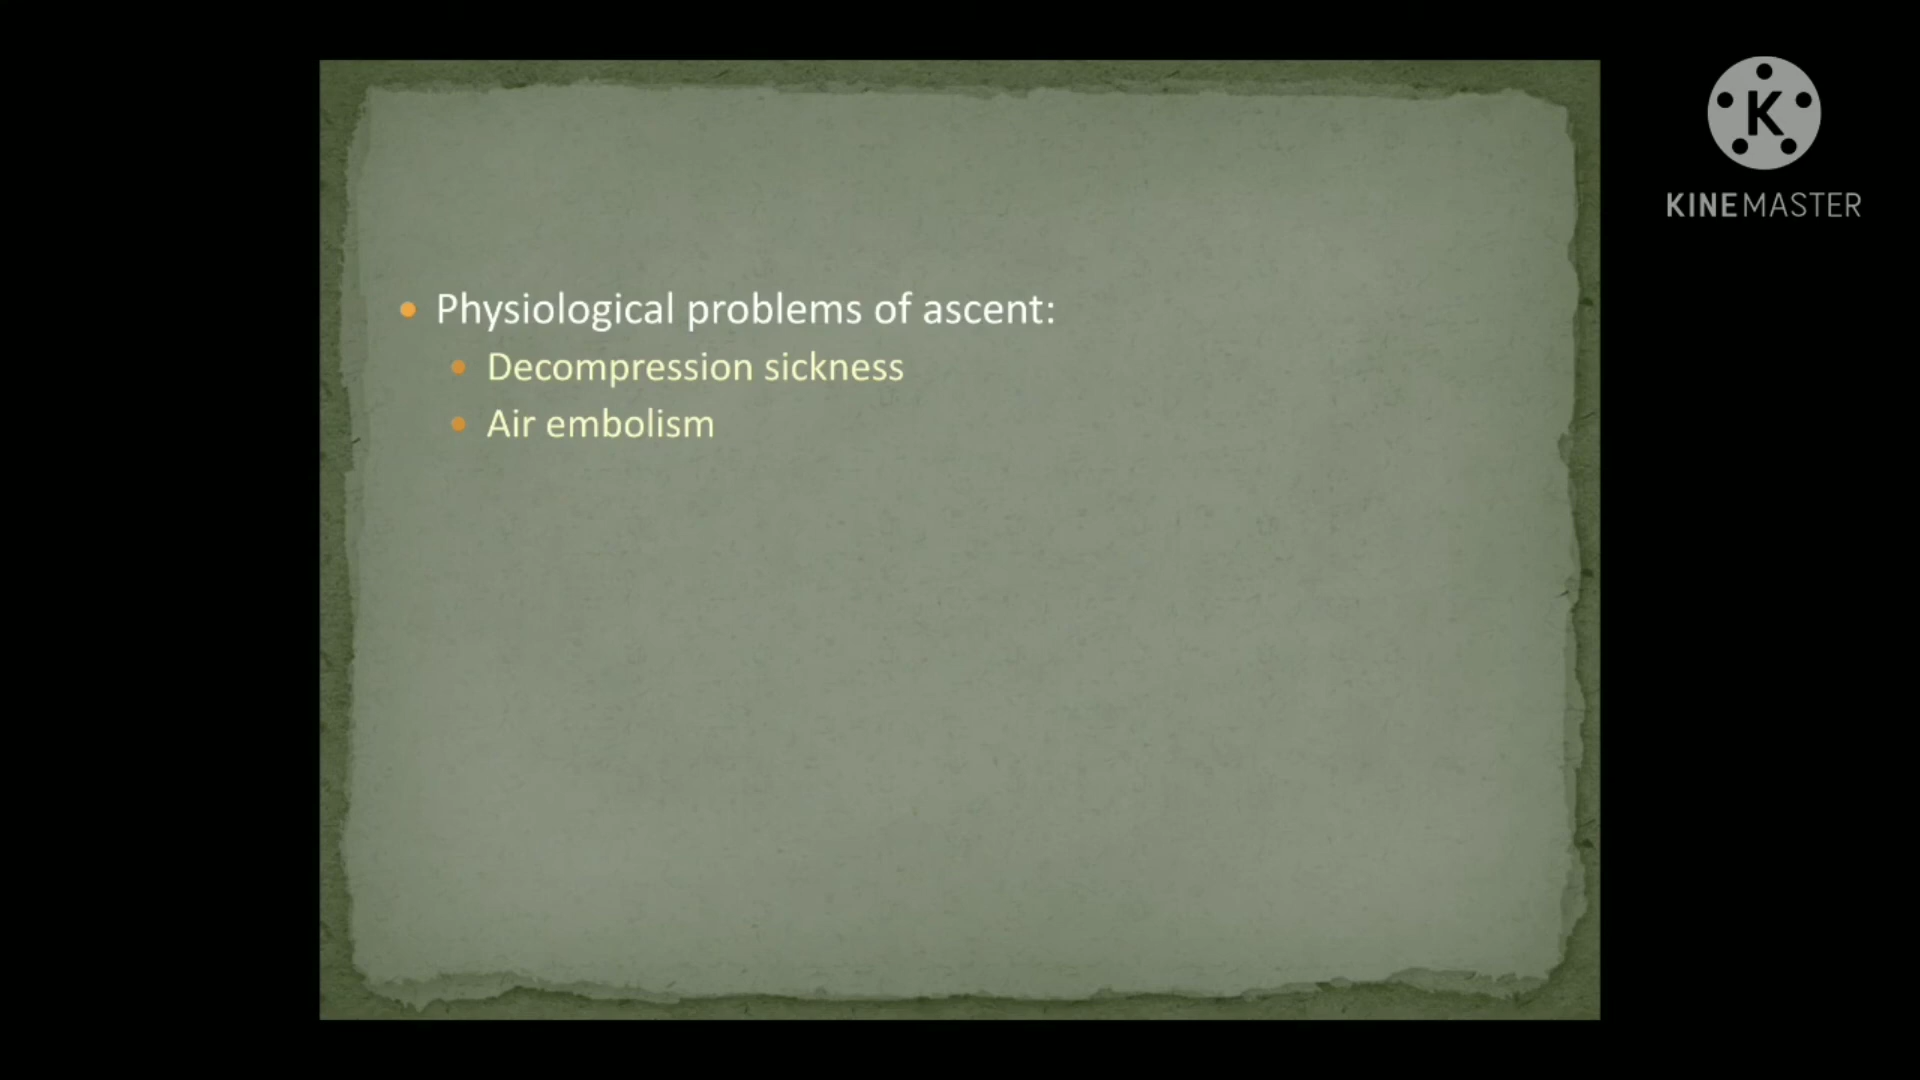 Physiological problems of ascent:
Decompression sickness
Air embolism
K
KINEMASTER